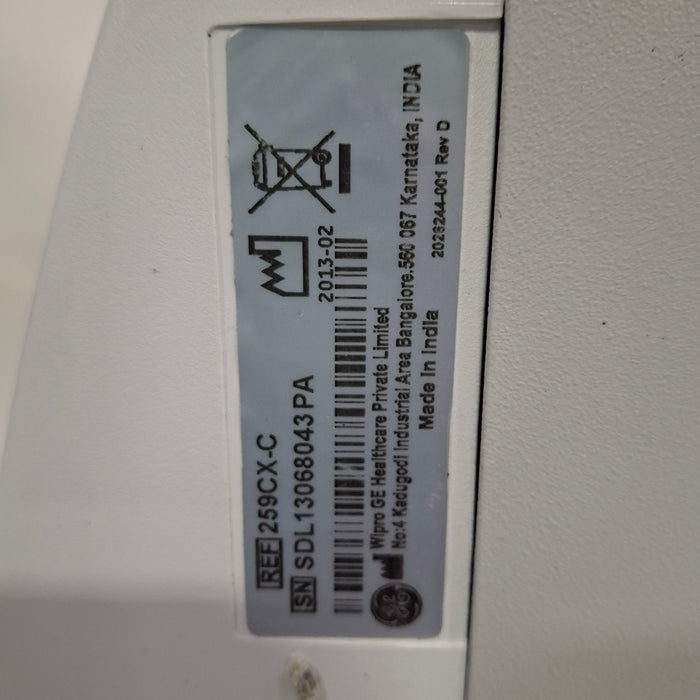 REF 259CX-C
SN SDL13068043PA
2013-02
GE
Wipro GE Healthcare Private Limited
No:4 Kadugodi Industrial Area Bangalore.560 067 Karnataka, INDIA
Made In India
2026244-001 Rev D